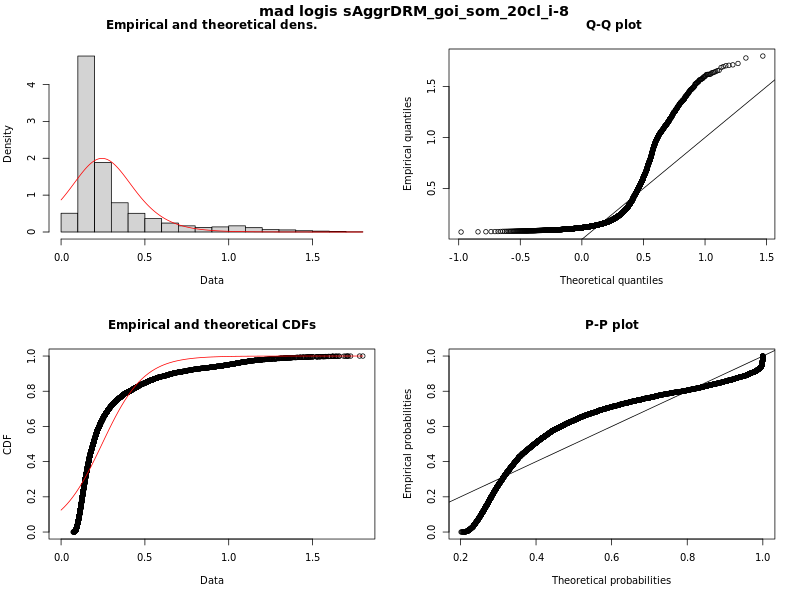 mad logis sAggrDRM_goi_som_20cl_i-8
Empirical and theoretical dens.
Density
0 1 2 3 4
0.0 0.5 1.0 1.5
Data
Q-Q plot
Empirical quantiles
0.5 1.0 1.5
-1.0 -0.5 0.0 0.5 1.0 1.5
Theoretical quantiles
Empirical and theoretical CDFs
CDF
0.0 0.2 0.4 0.6 0.8 1.0
0.0 0.5 1.0 1.5
Data
P-P plot
Empirical probabilities
0.0 0.2 0.4 0.6 0.8 1.0
0.2 0.4 0.6 0.8 1.0
Theoretical probabilities